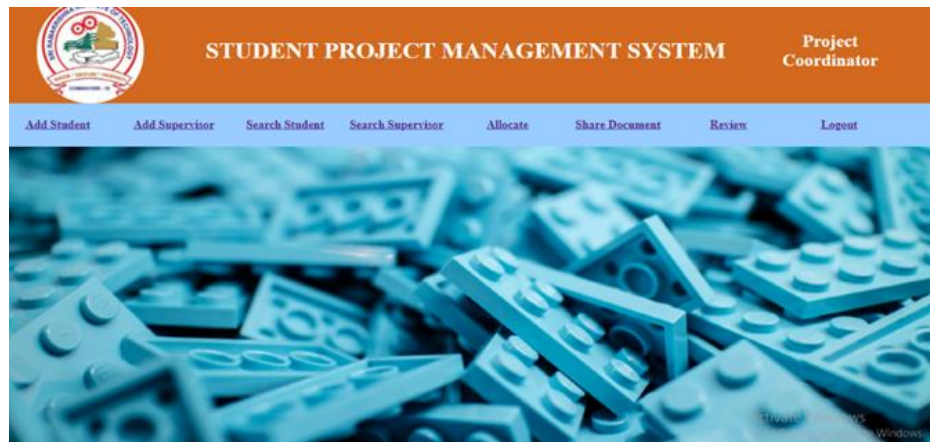 STUDENT PROJECT MANAGEMENT SYSTEM
Project
Coordinator
Add Student Add Supervisor Search Student Search Supervisor Allocate Share Document Review Logout
Windows.